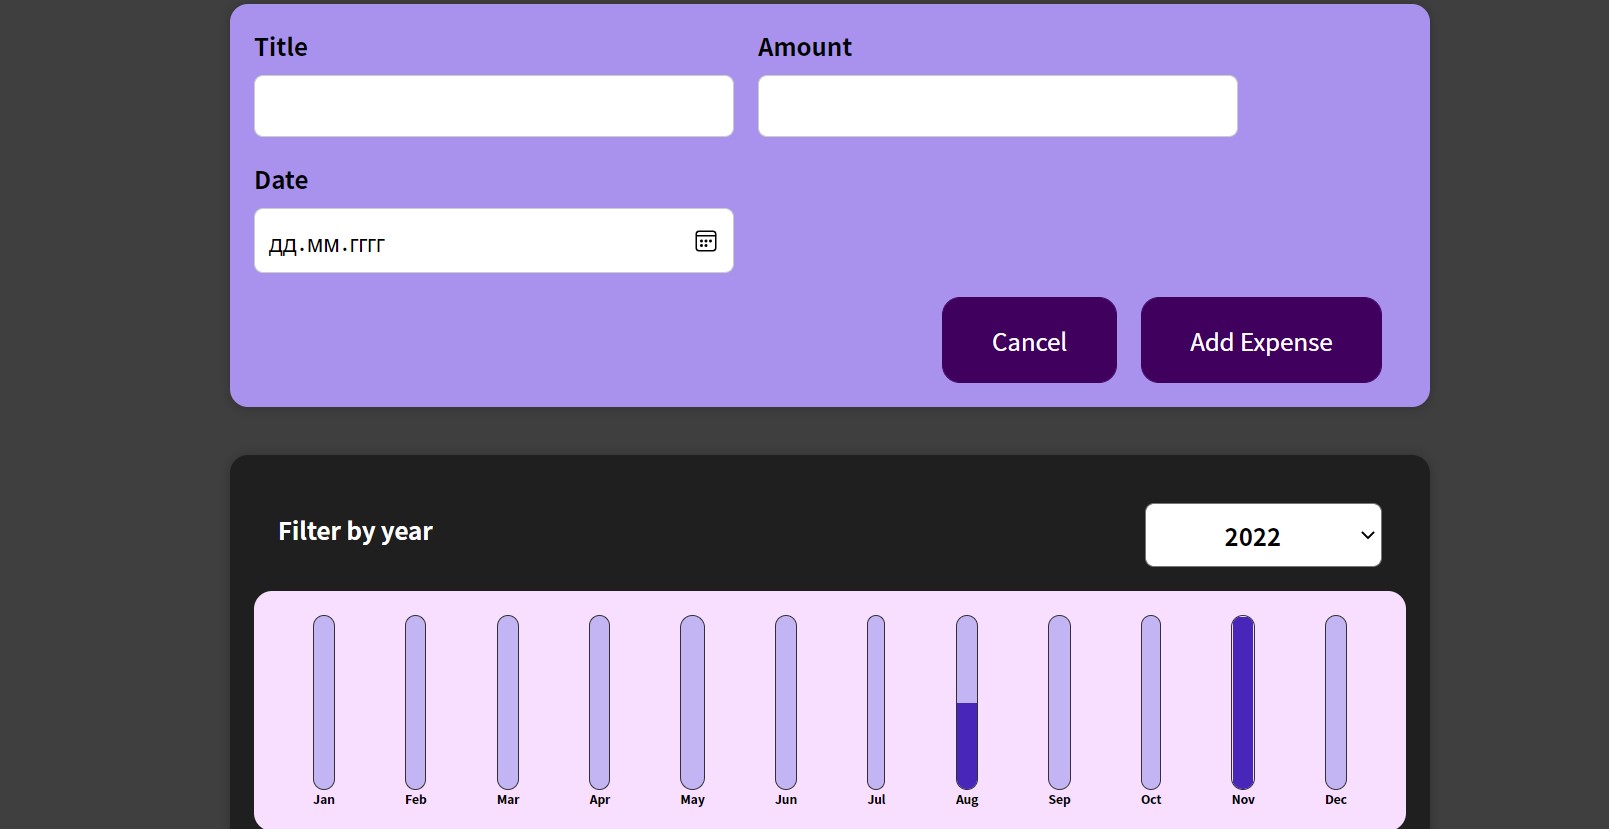 Title Amount
Date
дд.мм.гггг
Cancel Add Expense
Filter by year 2022
Jan Feb Mar Apr May Jun Jul Aug Sep Oct Nov Dec